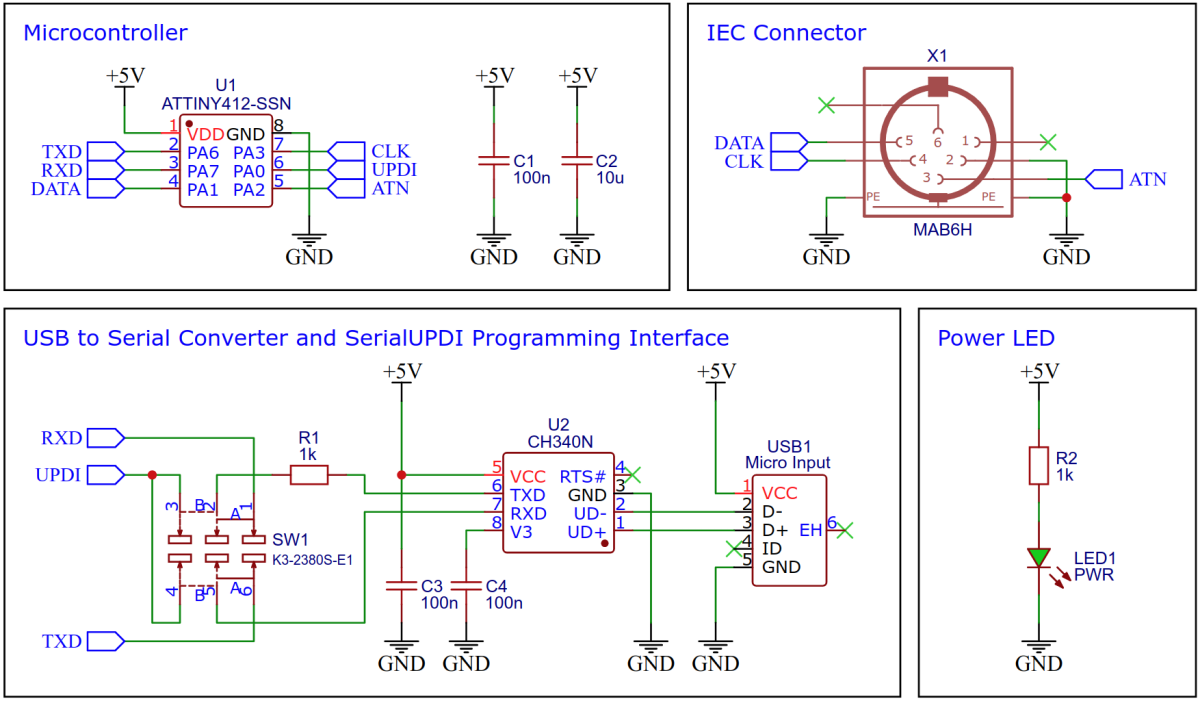 Microcontroller
+5V
U1
ATTINY412-SSN
1 VDD GND 8
TXD 2 PA6 PA3 7 CLK
RXD 3 PA7 PA0 6 UPDI
DATA 4 PA1 PA2 5 ATN
GND
+5V
C1
100n
GND
+5V
C2
10u
GND
IEC Connector
X1
DATA 5 6 1
CLK 4 2
3 ATN
PE PE
MAB6H
GND GND
USB to Serial Converter and SerialUPDI Programming Interface
RXD
UPDI
R1
1k
3 B 2 A 1
SW1
K3-2380S-E1
4 B 5 A 6
TXD
+5V
U2
CH340N
5 VCC RTS# 4
6 TXD GND 3
7 RXD UD- 2
8 V3 UD+ 1
C3
100n
C4
100n
GND GND GND
+5V
USB1
Micro Input
1 VCC
2 D-
3 D+ EH 6
4 ID
5 GND
GND
Power LED
+5V
R2
1k
LED1
PWR
GND